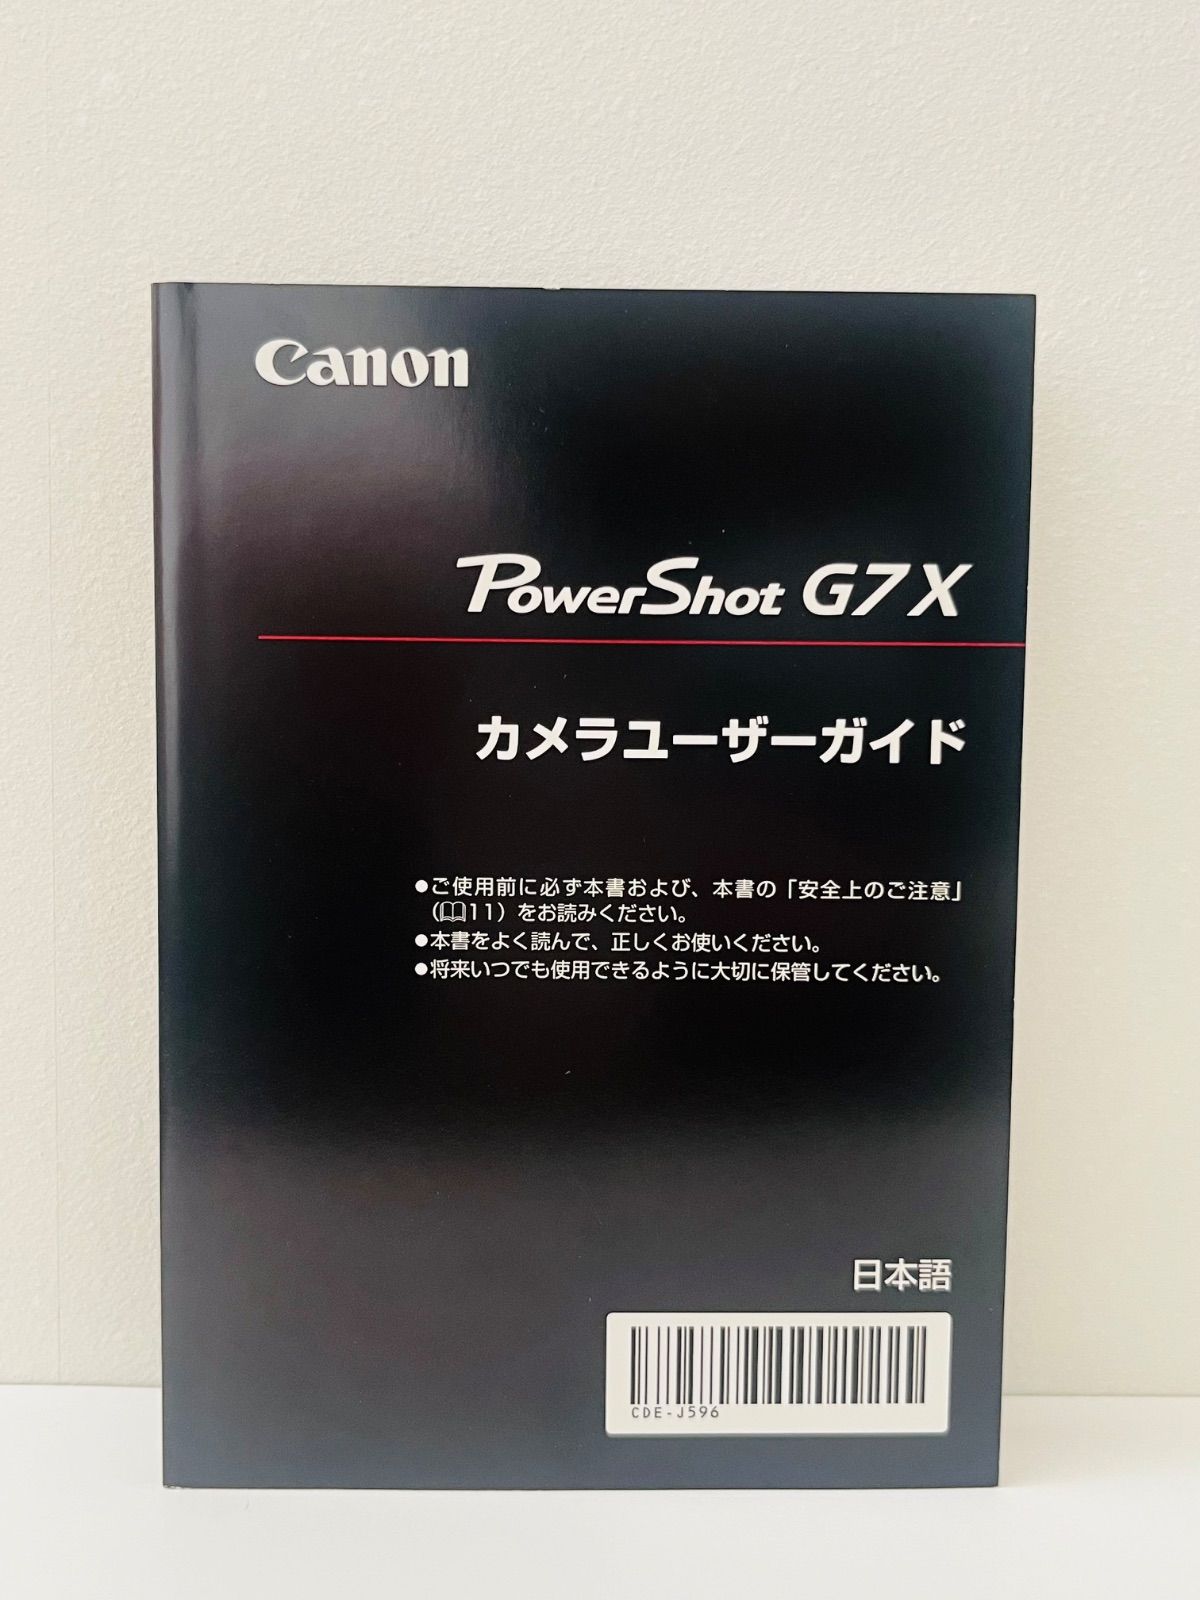 Canon
PowerShot G7 X
カメラユーザーガイド
●ご使用前に必ず本書および、本書の「安全上のご注意」
（📖11）をお読みください。
●本書をよく読んで、正しくお使いください。
●将来いつでも使用できるように大切に保管してください。
日本語
CDE-J596